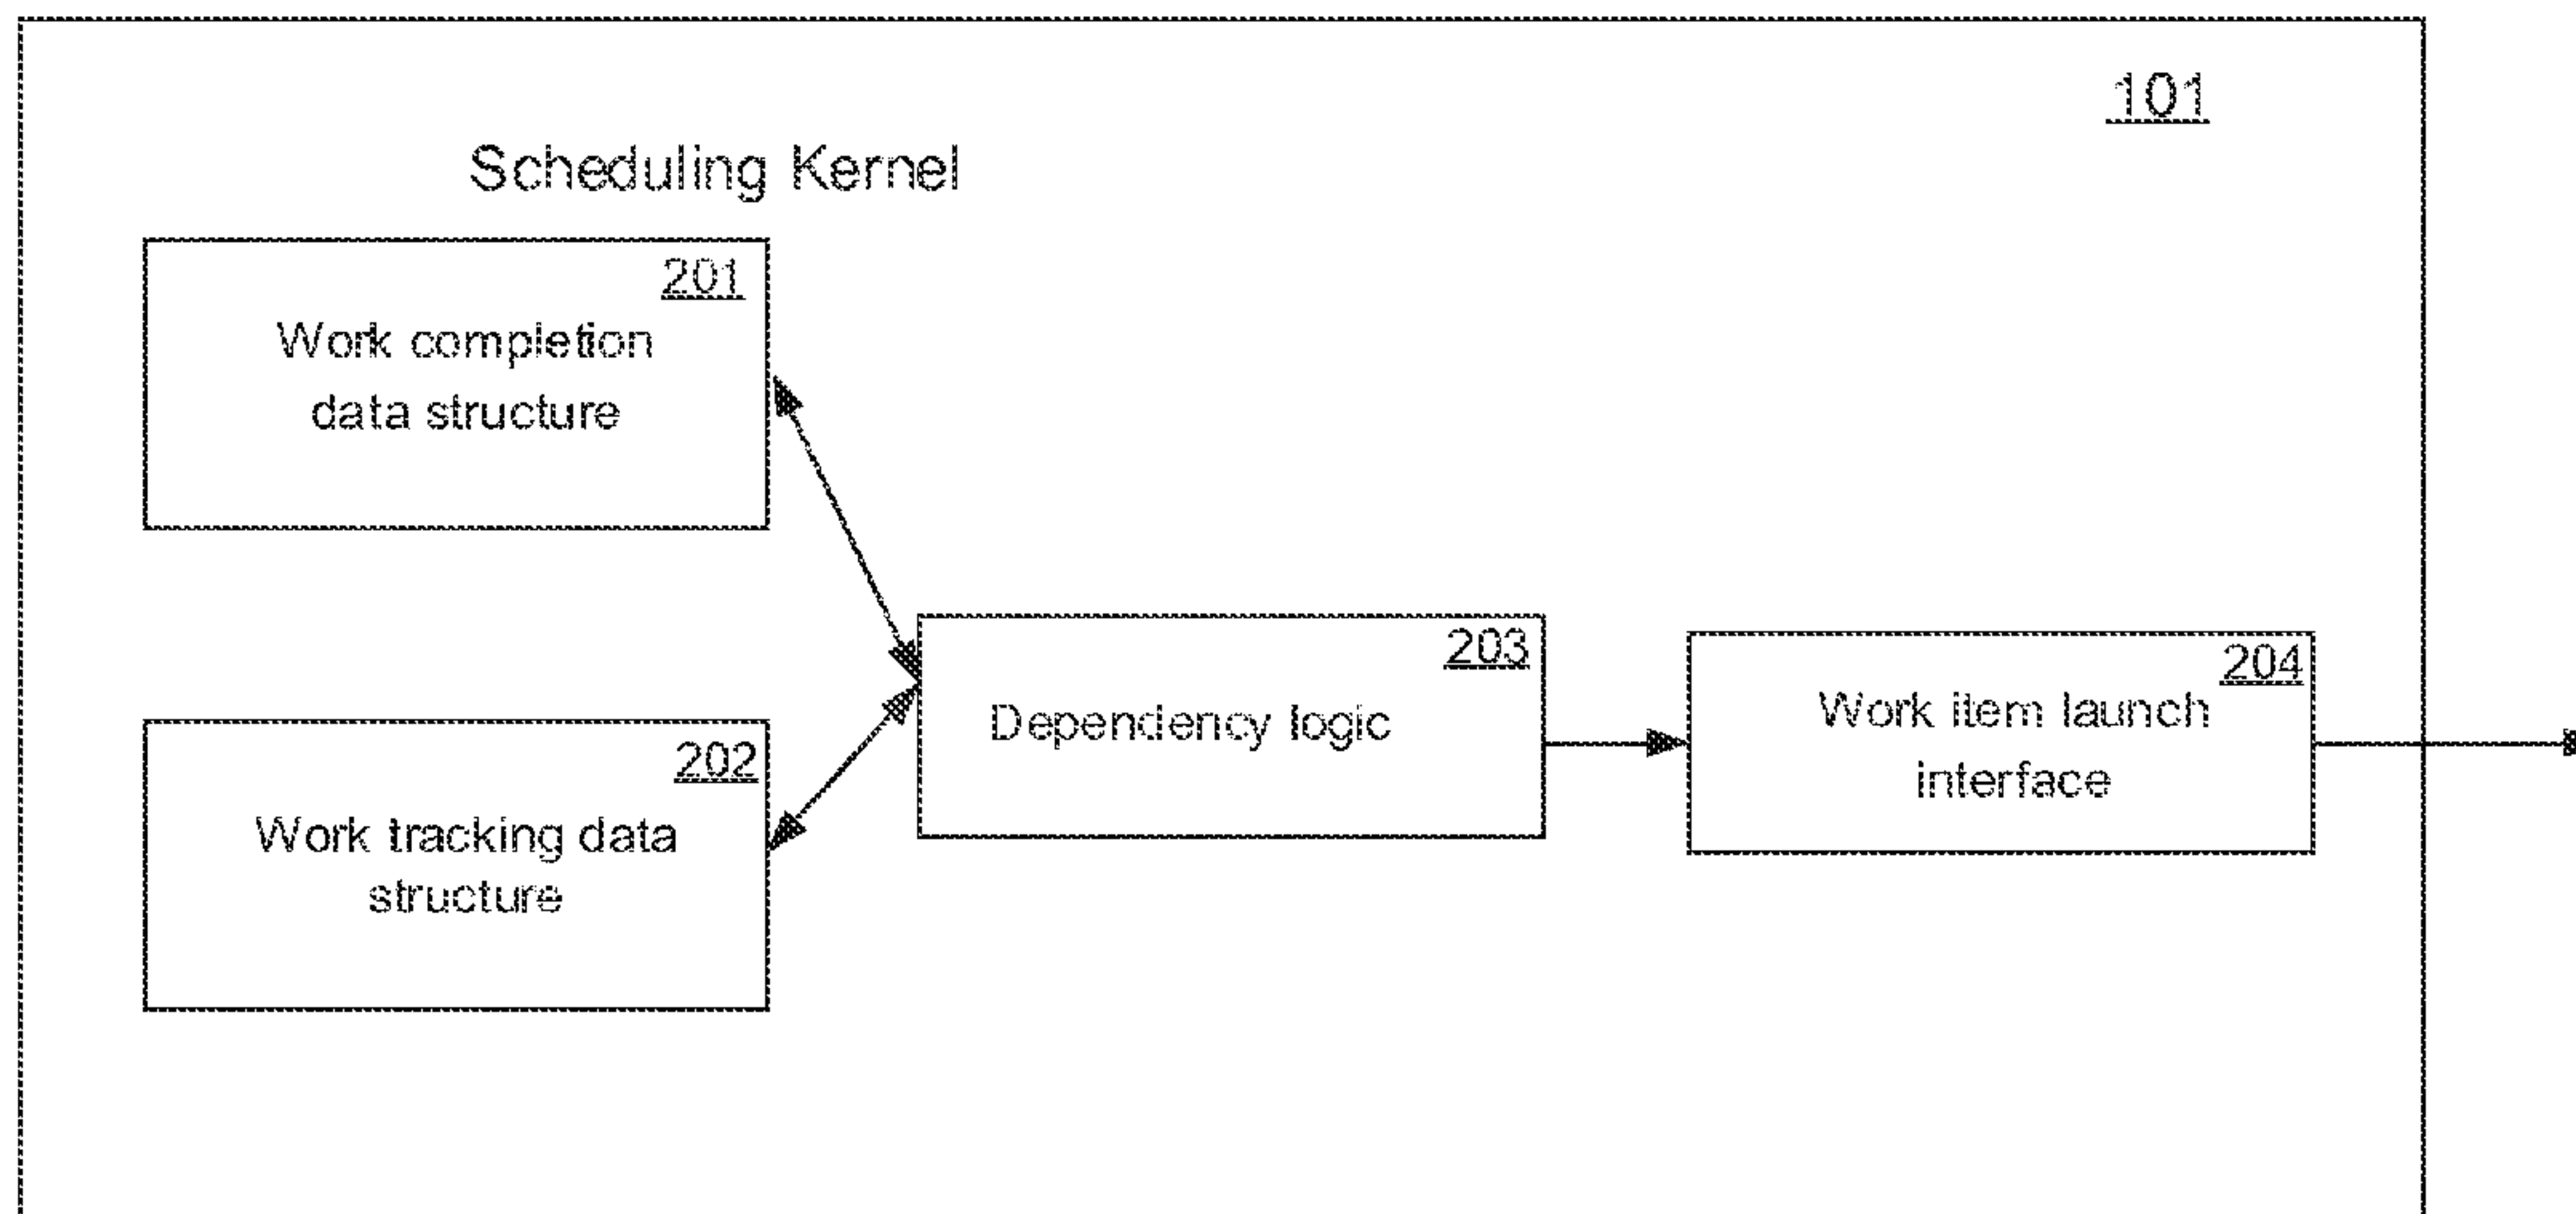 101
Scheduling Kernel
201
Work completion
data structure
202
Work tracking data
structure
203
Dependency logic
204
Work item launch
interface